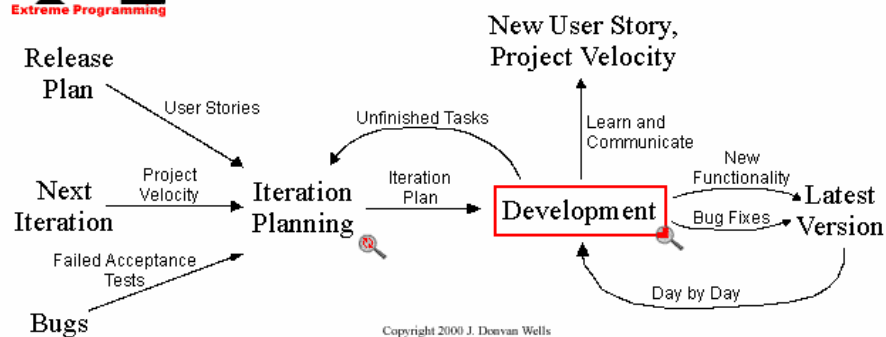 Extreme Programming
New User Story,
Project Velocity
Release
Plan
User Stories
Unfinished Tasks
Learn and
Communicate
New
Functionality
Next
Iteration
Project
Velocity
Iteration
Planning
Iteration
Plan
Development
Bug Fixes
Latest
Version
Failed Acceptance
Tests
Day by Day
Bugs
Copyright 2000 J. Donvan Wells